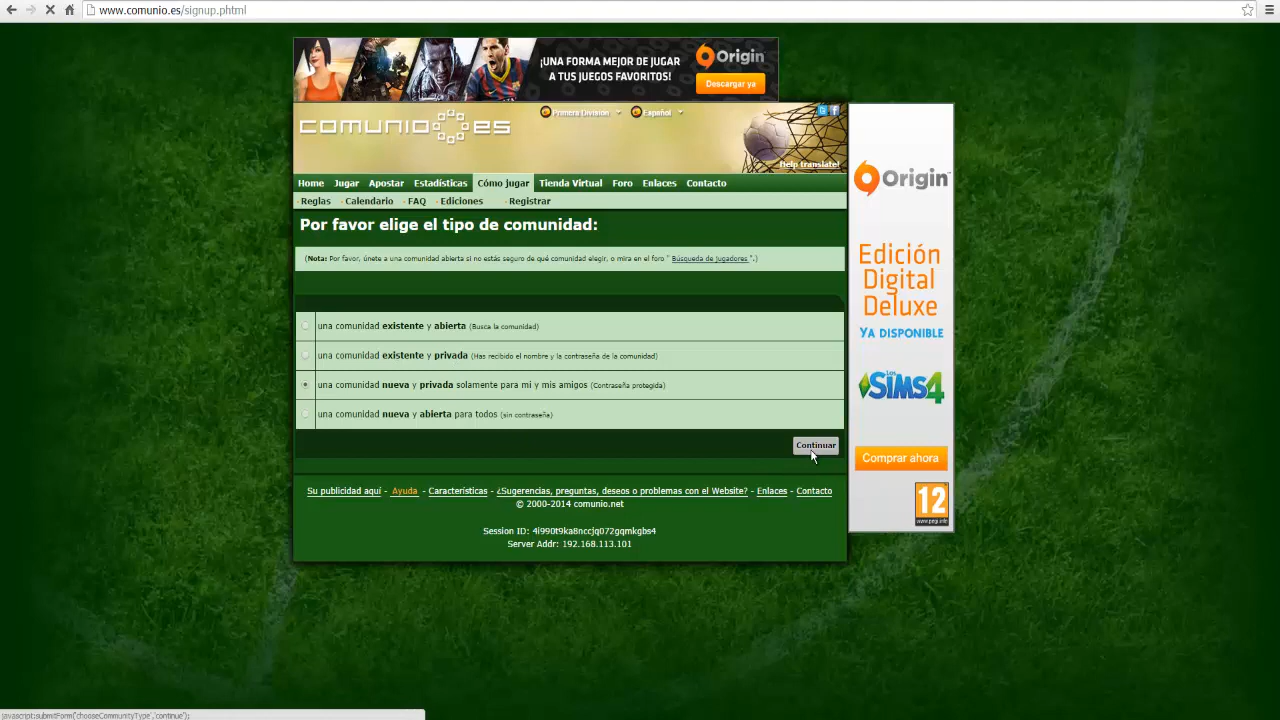 www.comunio.es/signup.phtml
¡UNA FORMA MEJOR DE JUGAR
A TUS JUEGOS FAVORITOS!
Origin
Descargar ya
comunio es
Primera División
Español
Help translate!
Home Jugar Apostar Estadísticas Cómo jugar Tienda Virtual Foro Enlaces Contacto
Reglas Calendario FAQ Ediciones Registrar
Por favor elige el tipo de comunidad:
(Nota: Por favor, únete a una comunidad abierta si no estás seguro de qué comunidad elegir, o mira en el foro " Búsqueda de jugadores ".)
una comunidad existente y abierta (Busca la comunidad)
una comunidad existente y privada (Has recibido el nombre y la contraseña de la comunidad)
una comunidad nueva y privada solamente para mi y mis amigos (Contraseña protegida)
una comunidad nueva y abierta para todos (sin contraseña)
Continuar
Su publicidad aquí - Ayuda - Características - ¿Sugerencias, preguntas, deseos o problemas con el Website? - Enlaces - Contacto
© 2000-2014 comunio.net
Session ID: 4l990t9ka8nccjq072gqmkgbs4
Server Addr: 192.168.113.101
Origin
Edición
Digital
Deluxe
YA DISPONIBLE
LOS SIMS 4
Comprar ahora
12
www.pegi.info
javascript:submitForm('chooseCommunityType','continue');